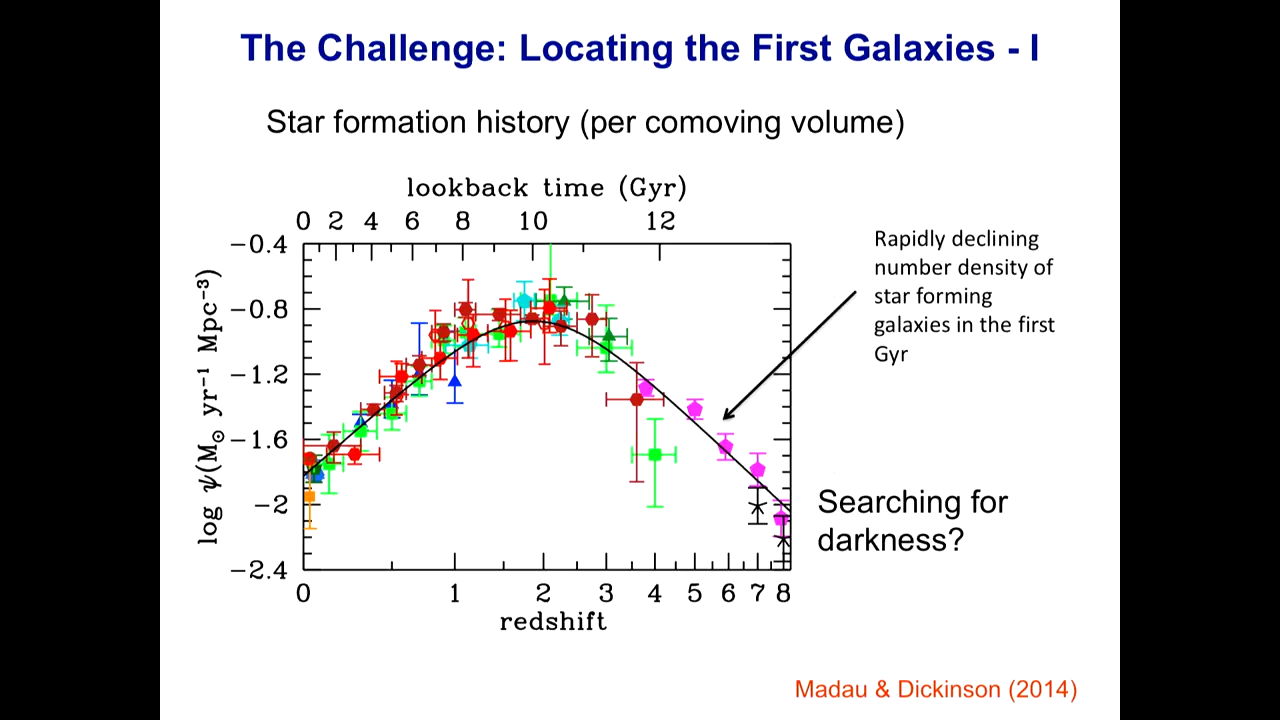 The Challenge: Locating the First Galaxies - I
Star formation history (per comoving volume)
lookback time (Gyr)
0 2 4 6 8 10 12
Rapidly declining
number density of
star forming
galaxies in the first
Gyr
log ψ(M⊙ yr⁻¹ Mpc⁻³)
−0.4
−0.8
−1.2
−1.6
−2
−2.4
Searching for
darkness?
0 1 2 3 4 5 6 7 8
redshift
Madau & Dickinson (2014)